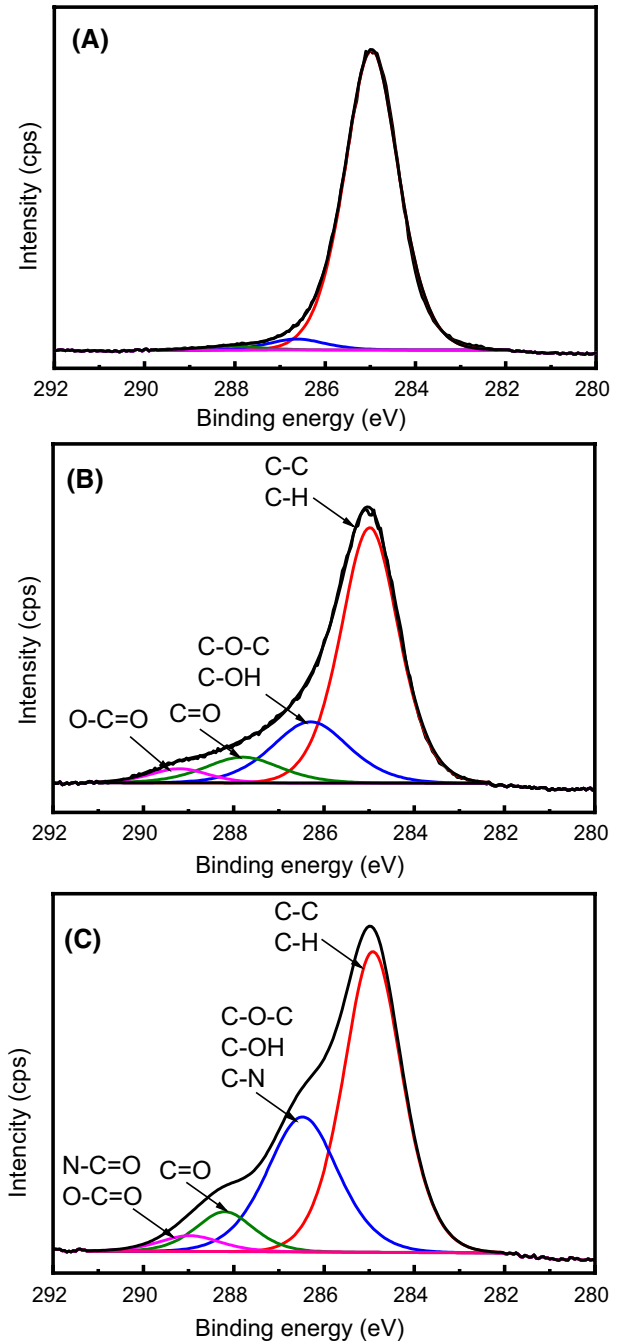 (A)
Intensity (cps)
292 290 288 286 284 282 280
Binding energy (eV)
(B)
C-C
C-H
C-O-C
C-OH
C=O
O-C=O
Intensity (cps)
292 290 288 286 284 282 280
Binding energy (eV)
(C)
C-C
C-H
C-O-C
C-OH
C-N
N-C=O
O-C=O
C=O
Intencity (cps)
292 290 288 286 284 282 280
Binding energy (eV)